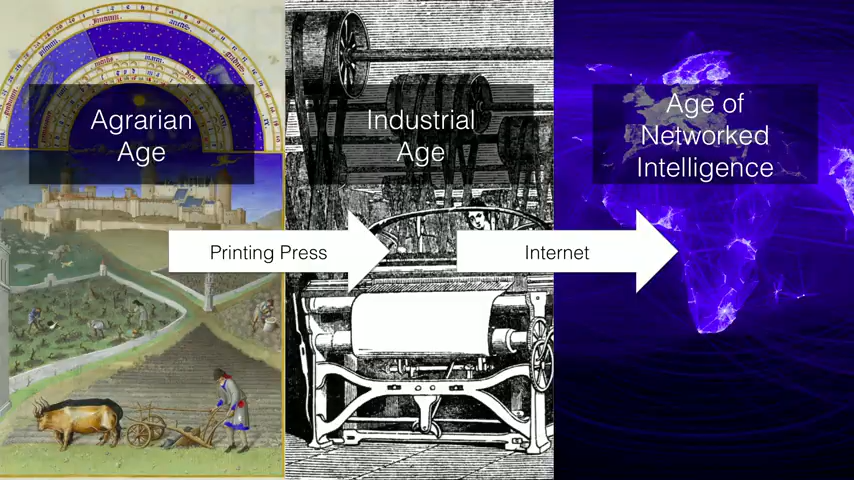 Agrarian
Age
Industrial
Age
Age of
Networked
Intelligence
Printing Press
Internet